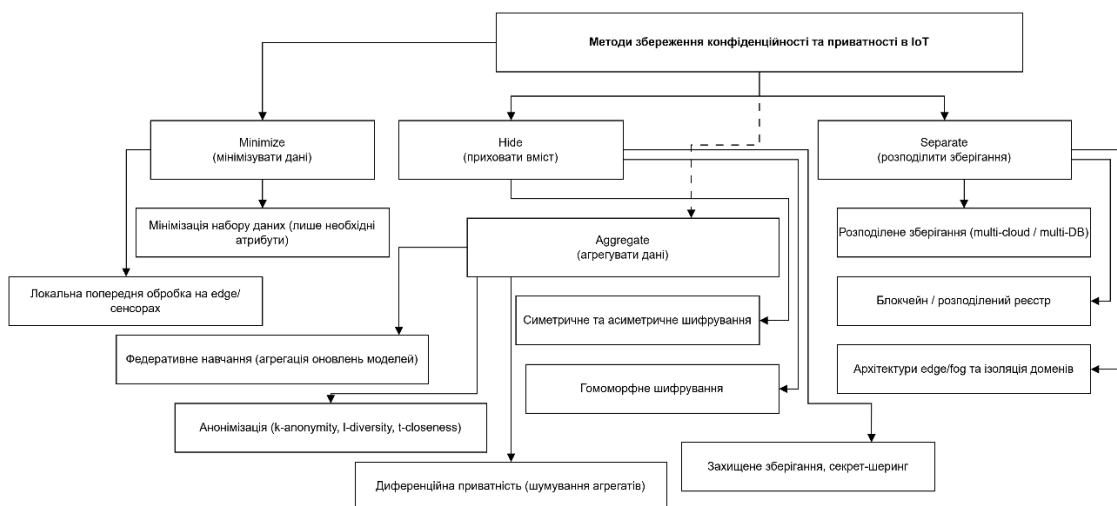 Методи збереження конфіденційності та приватності в IoT
Minimize
(мінімізувати дані)
Hide
(приховати вміст)
Separate
(розподілити зберігання)
Мінімізація набору даних (лише необхідні
атрибути)
Aggregate
(агрегувати дані)
Розподілене зберігання (multi-cloud / multi-DB)
Локальна попередня обробка на edge/
сенсорах
Блокчейн / розподілений реєстр
Симетричне та асиметричне шифрування
Федеративне навчання (агрегація оновлень моделей)
Архітектури edge/fog та ізоляція доменів
Гомоморфне шифрування
Анонімізація (k-anonymity, l-diversity, t-closeness)
Захищене зберігання, секрет-шеринг
Диференційна приватність (шумування агрегатів)